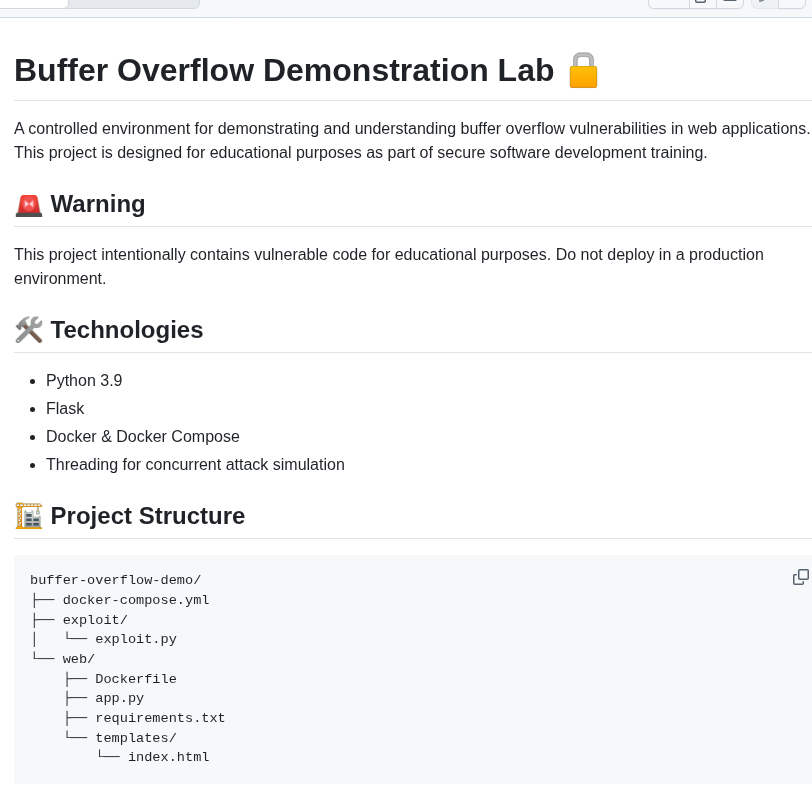 Buffer Overflow Demonstration Lab 🔒
A controlled environment for demonstrating and understanding buffer overflow vulnerabilities in web applications.
This project is designed for educational purposes as part of secure software development training.
🚨 Warning
This project intentionally contains vulnerable code for educational purposes. Do not deploy in a production
environment.
🛠️ Technologies
• Python 3.9
• Flask
• Docker & Docker Compose
• Threading for concurrent attack simulation
🏗️ Project Structure
buffer-overflow-demo/
├── docker-compose.yml
├── exploit/
│   └── exploit.py
└── web/
    ├── Dockerfile
    ├── app.py
    ├── requirements.txt
    └── templates/
        └── index.html